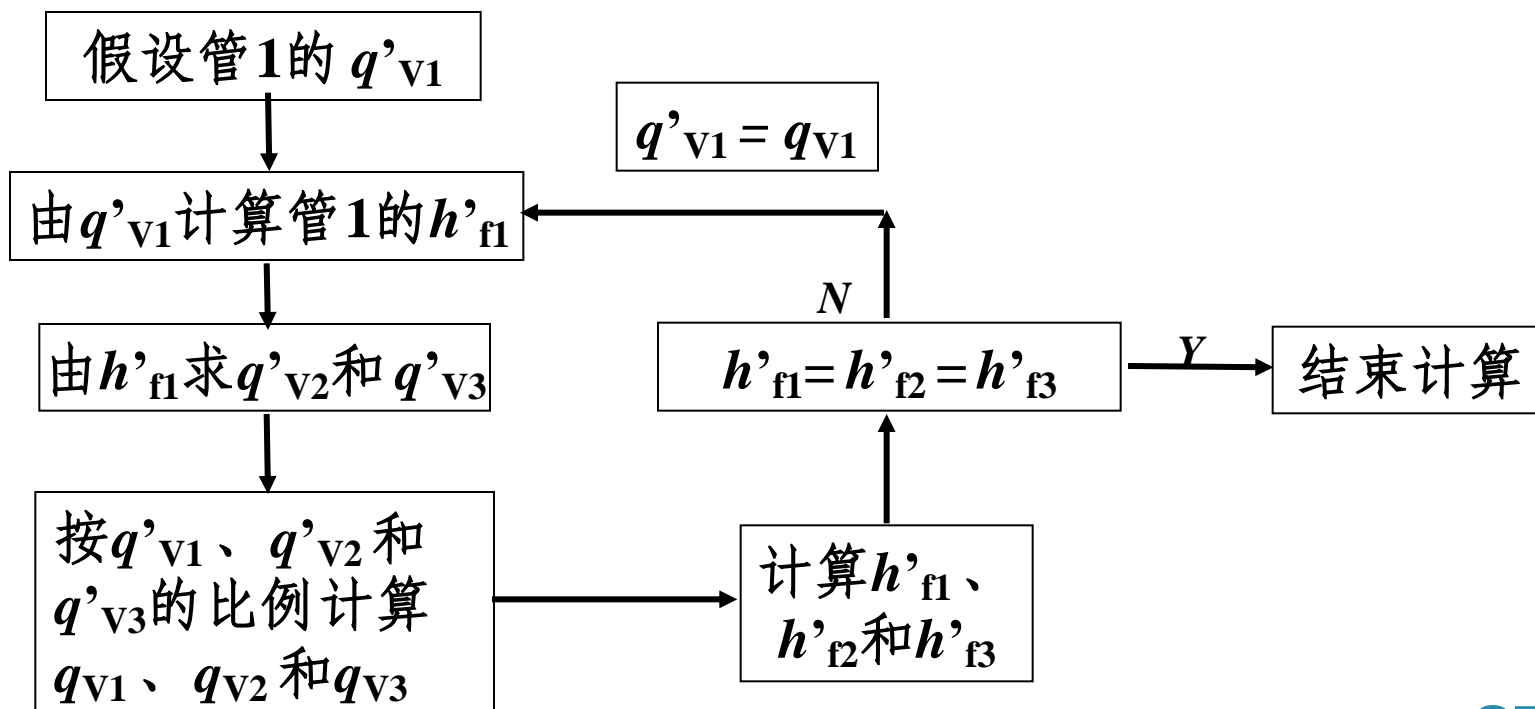 假设管1的 q’V1
q’V1 = qV1
由q’V1计算管1的h’f1
由h’f1求q’V2和 q’V3
N
h’f1= h’f2 = h’f3
Y
结束计算
按q’V1、 q’V2和
q’V3的比例计算
qV1、 qV2 和qV3
计算h’f1、
h’f2和h’f3